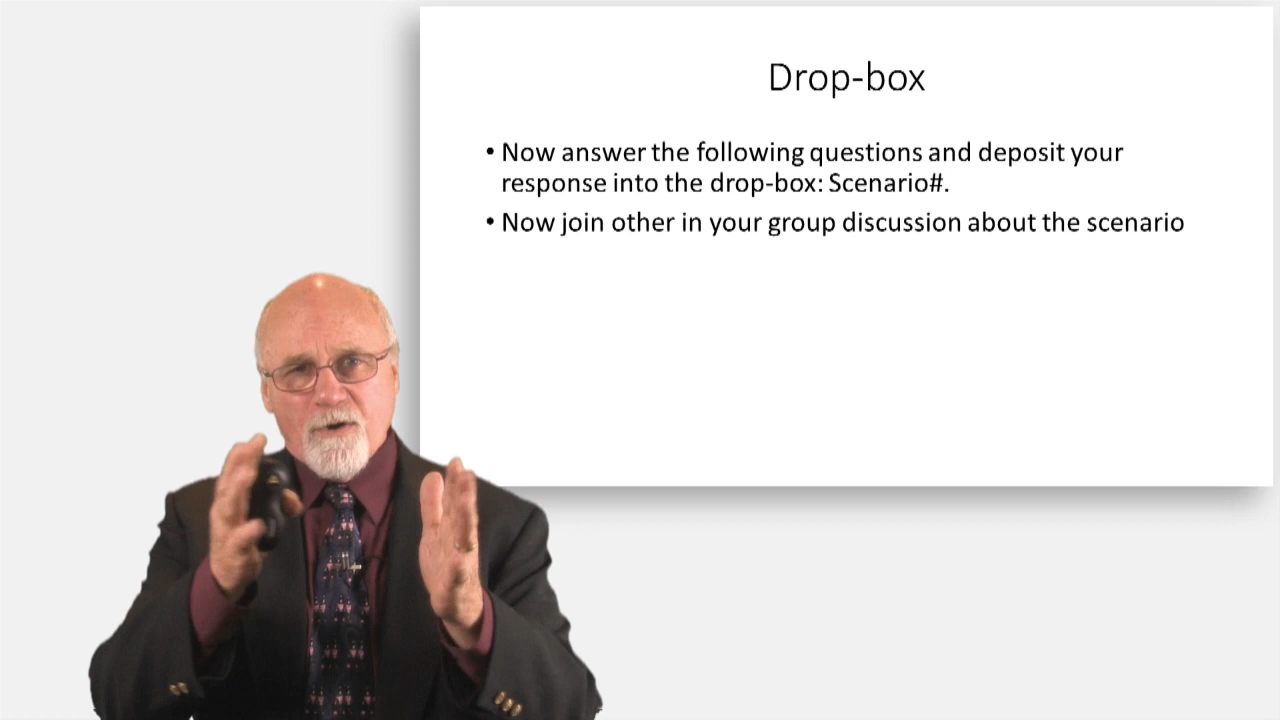 Drop-box
• Now answer the following questions and deposit your
response into the drop-box: Scenario#.
• Now join other in your group discussion about the scenario